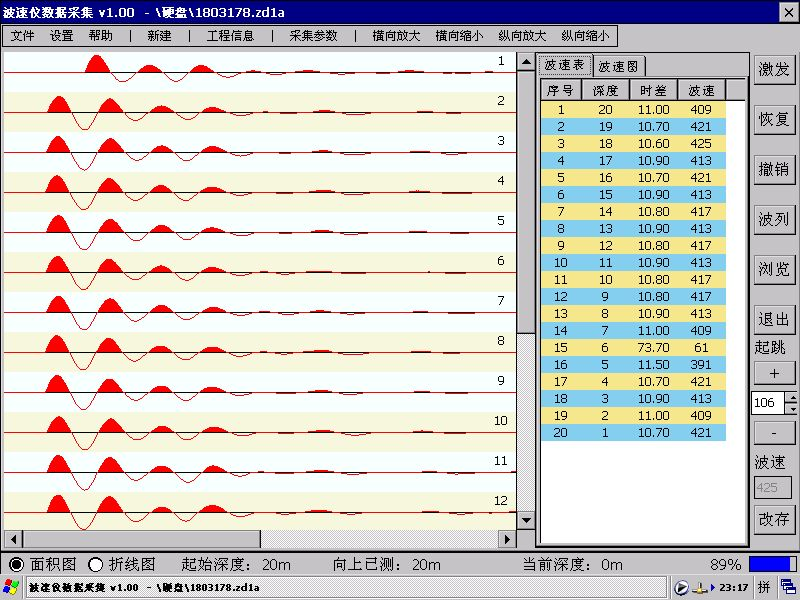 波速仪数据采集 v1.00 - \硬盘\1803178.zd1a
文件 设置 帮助 | 新建 | 工程信息 | 采集参数 | 横向放大 横向缩小 纵向放大 纵向缩小
1
2
3
4
5
6
7
8
9
10
11
12
波速表 波速图
序号 深度 时差 波速
1 20 11.00 409
2 19 10.70 421
3 18 10.60 425
4 17 10.90 413
5 16 10.70 421
6 15 10.90 413
7 14 10.80 417
8 13 10.90 413
9 12 10.80 417
10 11 10.90 413
11 10 10.80 417
12 9 10.80 417
13 8 10.90 413
14 7 11.00 409
15 6 73.70 61
16 5 11.50 391
17 4 10.70 421
18 3 10.90 413
19 2 11.00 409
20 1 10.70 421
激发
恢复
撤销
波列
浏览
退出
起跳
+
106
-
波速
425
改存
面积图 折线图 起始深度: 20m 向上已测: 20m 当前深度: 0m 89%
波速仪数据采集 v1.00 - \硬盘\1803178.zd1a 23:17 拼